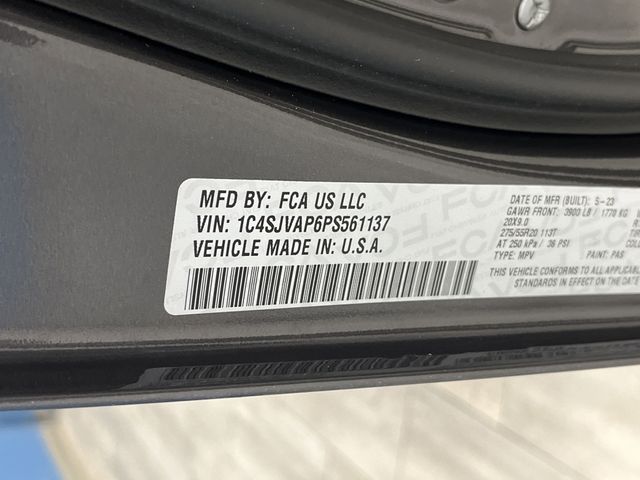 MFD BY: FCA US LLC
VIN: 1C4SJVAP6PS561137
VEHICLE MADE IN: U.S.A.
DATE OF MFR (BUILT): 5-23
GAWR FRONT: 3900 LB / 1770 KG
20X9.0
275/55R20 113T
AT 250 kPa / 36 PSI
TYPE: MPV PAINT: PAS
THIS VEHICLE CONFORMS TO ALL
STANDARDS IN EFFECT ON THE DATE